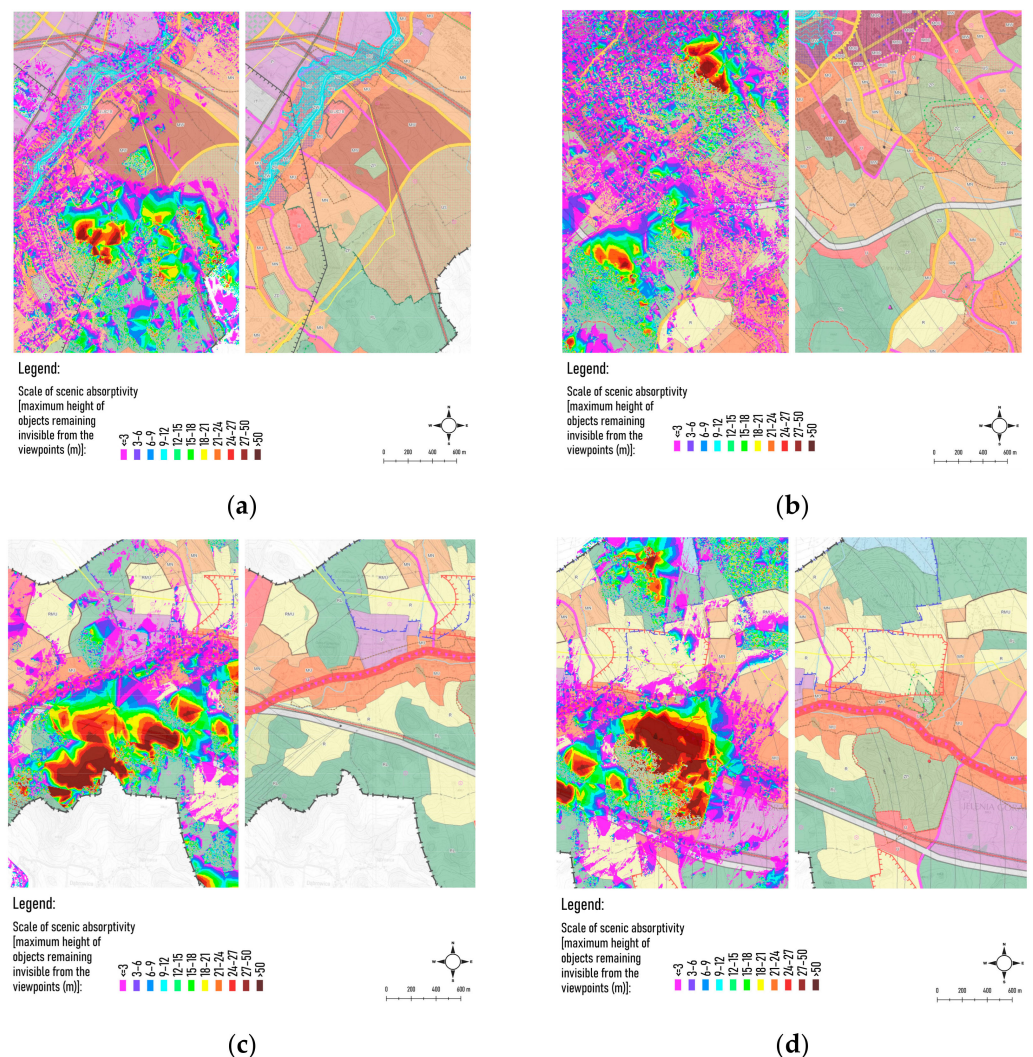 Legend:
Scale of scenic absorptivity
[maximum height of
objects remaining
invisible from the
viewpoints (m)]:
<=3
3–6
6–9
9–12
12–15
15–18
18–21
21–24
24–27
27–50
>50
N
W
E
S
0 200 400 600 m
(a)
Legend:
Scale of scenic absorptivity
[maximum height of
objects remaining
invisible from the
viewpoints (m)]:
<=3
3–6
6–9
9–12
12–15
15–18
18–21
21–24
24–27
27–50
>50
N
W
E
S
0 200 400 600 m
(b)
RM/U
MN
RM/U
MN
Legend:
Scale of scenic absorptivity
[maximum height of
objects remaining
invisible from the
viewpoints (m)]:
<=3
3–6
6–9
9–12
12–15
15–18
18–21
21–24
24–27
27–50
>50
N
W
E
S
0 200 400 600 m
(c)
RM/U
RM/U
Legend:
Scale of scenic absorptivity
[maximum height of
objects remaining
invisible from the
viewpoints (m)]:
<=3
3–6
6–9
9–12
12–15
15–18
18–21
21–24
24–27
27–50
>50
N
W
E
S
0 200 400 600 m
(d)